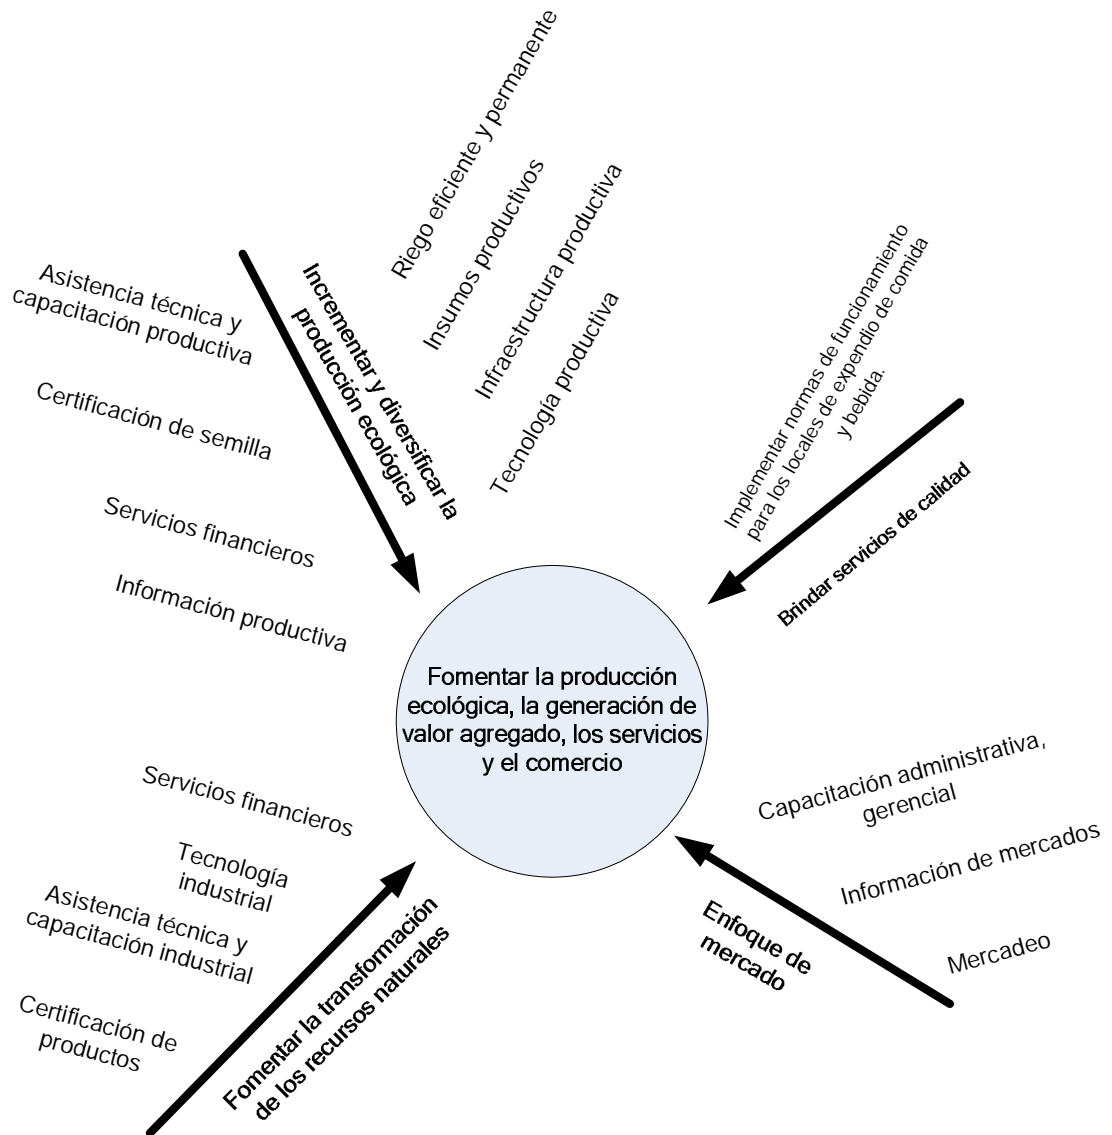 Riego eficiente y permanente
Insumos productivos
Infraestructura productiva
Tecnología productiva
Incrementar y diversificar la
producción ecológica
Asistencia técnica y
capacitación productiva
Certificación de semilla
Servicios financieros
Información productiva
Implementar normas de funcionamiento
para los locales de expendio de comida
y bebida.
Brindar servicios de calidad
Fomentar la producción
ecológica, la generación de
valor agregado, los servicios
y el comercio
Servicios financieros
Tecnología
industrial
Asistencia técnica y
capacitación industrial
Certificación de
productos
Fomentar la transformación
de los recursos naturales
Capacitación administrativa,
gerencial
Información de mercados
Mercadeo
Enfoque de
mercado